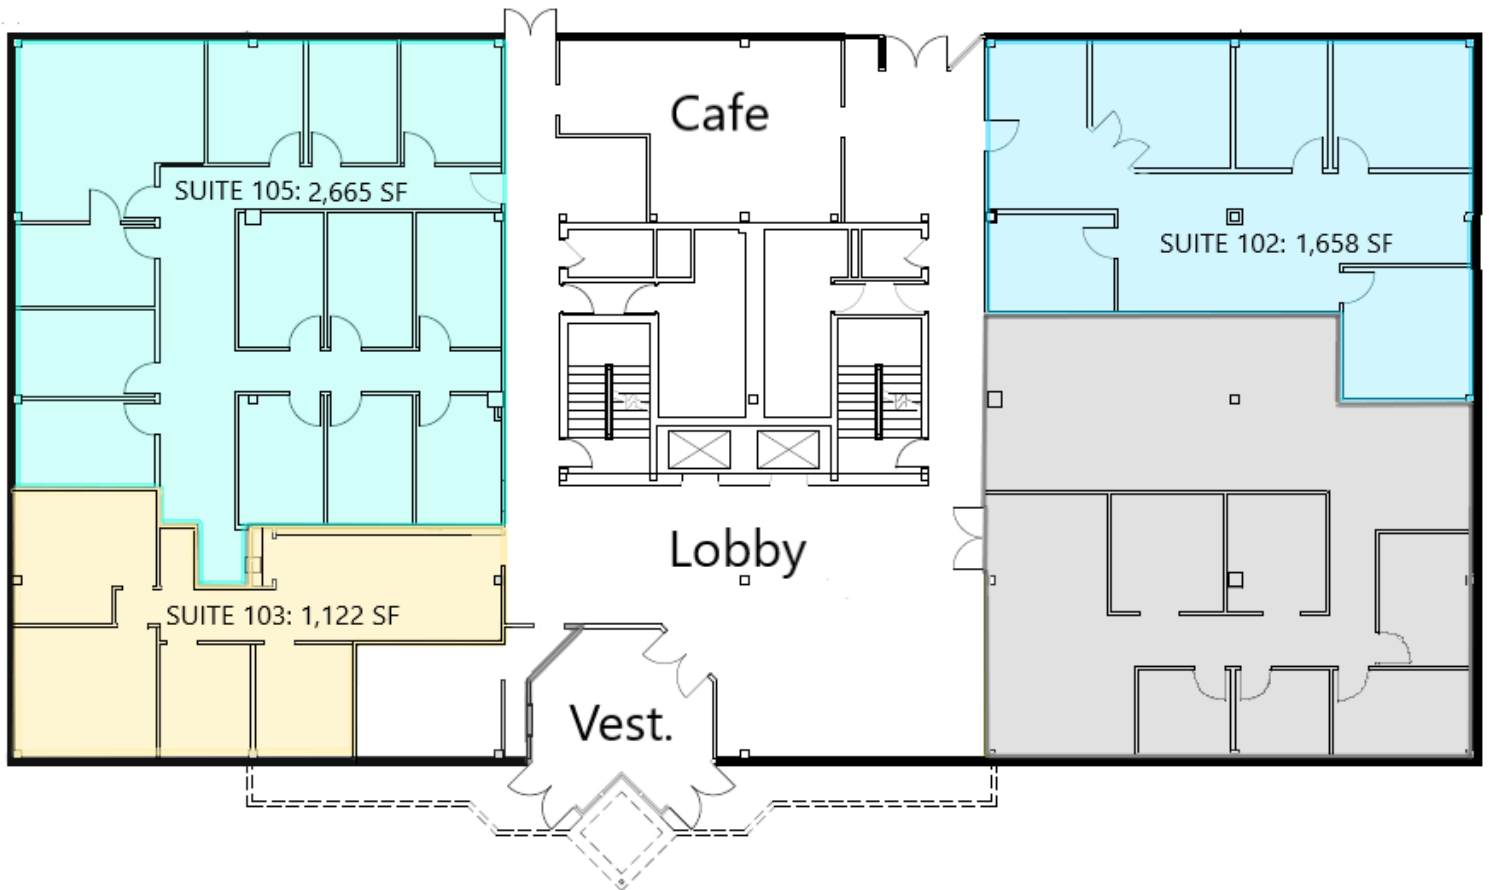 Cafe
SUITE 105: 2,665 SF
SUITE 102: 1,658 SF
Lobby
SUITE 103: 1,122 SF
Vest.